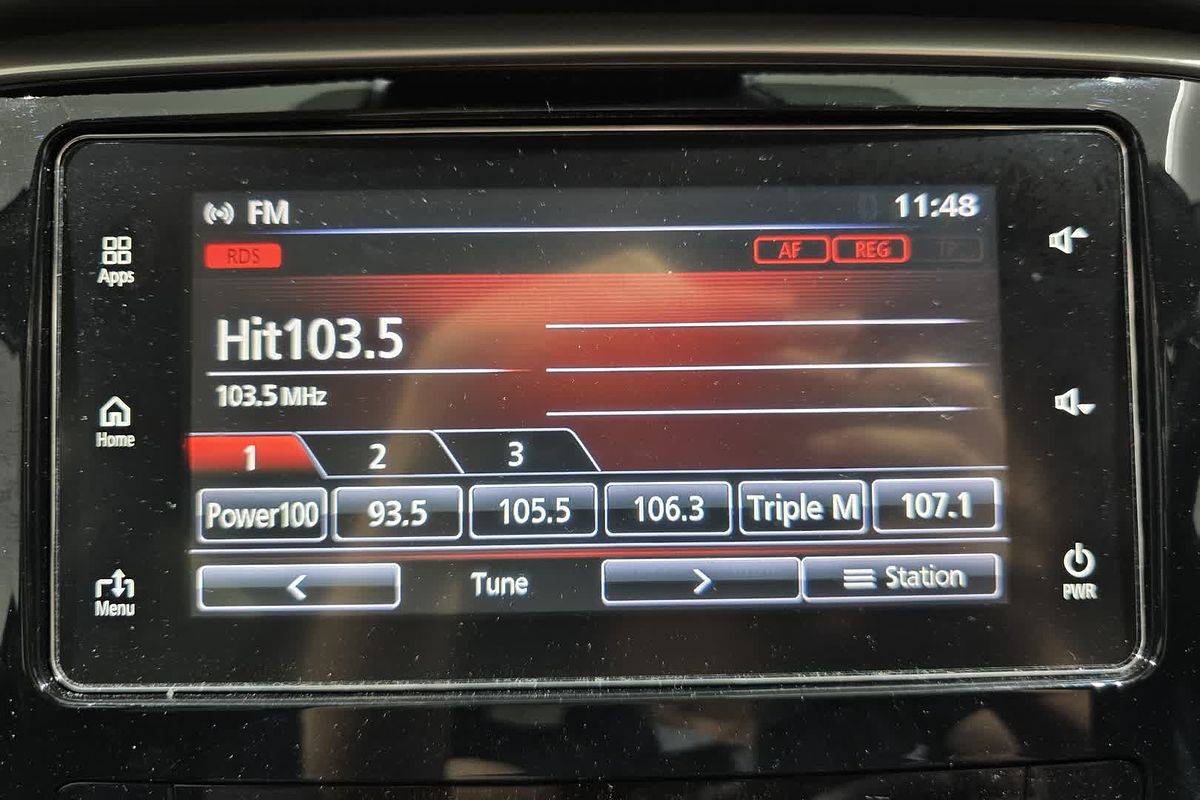 FM 11:48
RDS AF REG TP
Apps
Hit103.5
103.5 MHz
Home
1 2 3
Power100 93.5 105.5 106.3 Triple M 107.1
Tune Station
Menu PWR